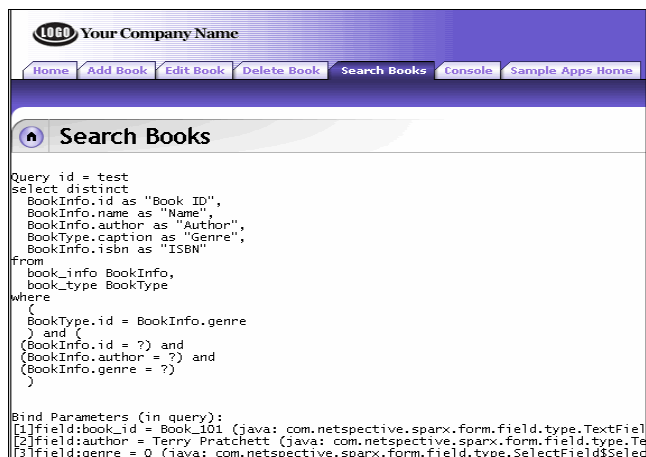 LOGO Your Company Name
Home Add Book Edit Book Delete Book Search Books Console Sample Apps Home
Search Books
Query id = test
select distinct
BookInfo.id as "Book ID",
BookInfo.name as "Name",
BookInfo.author as "Author",
BookType.caption as "Genre",
BookInfo.isbn as "ISBN"
from
book_info BookInfo,
book_type BookType
where
(
BookType.id = BookInfo.genre
) and (
(BookInfo.id = ?) and
(BookInfo.author = ?) and
(BookInfo.genre = ?)
)
Bind Parameters (in query):
[1]field:book_id = Book_101 (java: com.netspective.sparx.form.field.type.TextFiel
[2]field:author = Terry Pratchett (java: com.netspective.sparx.form.field.type.Te
[3]field:genre = 0 (java: com.netspective.sparx.form.field.type.SelectField$Selec